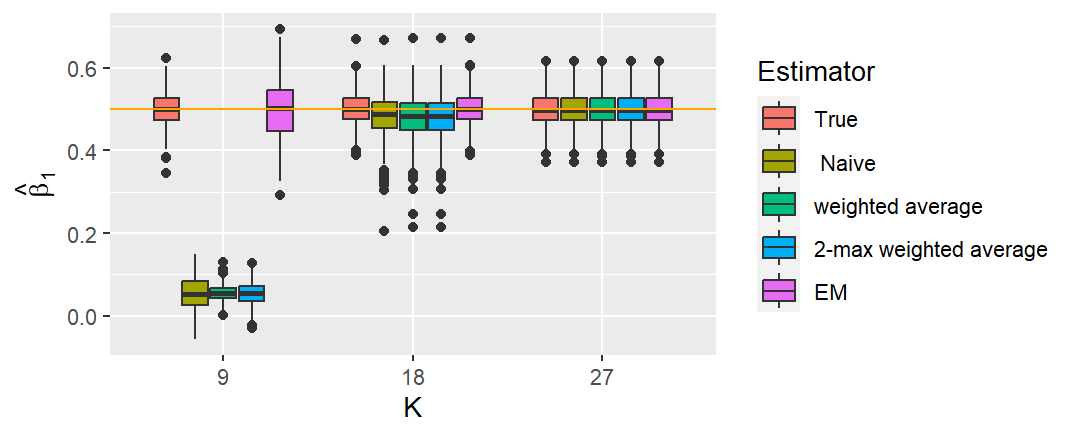 0.6
0.4
0.2
0.0
β̂1
9 18 27
K
Estimator
True
Naive
weighted average
2-max weighted average
EM